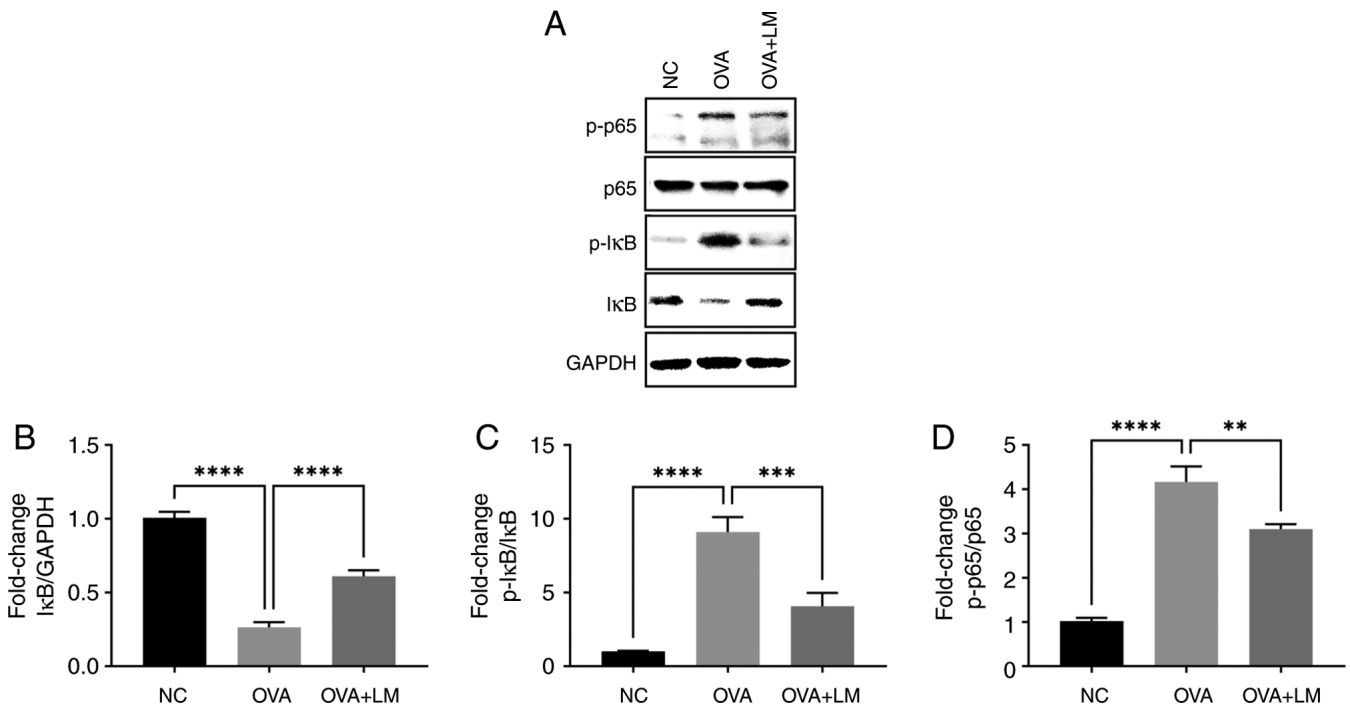 A
NC
OVA
OVA+LM
p-p65
p65
p-IκB
IκB
GAPDH
B
Fold-change
IκB/GAPDH
1.5
1.0
0.5
0.0
****
****
NC
OVA
OVA+LM
C
Fold-change
p-IκB/IκB
15
10
5
0
****
***
NC
OVA
OVA+LM
D
Fold-change
p-p65/p65
5
4
3
2
1
0
****
**
NC
OVA
OVA+LM